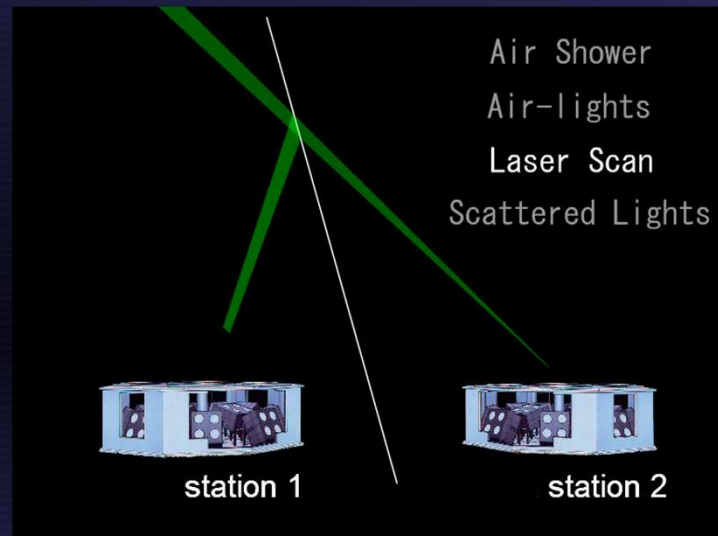 Air Shower
Air-lights
Laser Scan
Scattered Lights
station 1
station 2